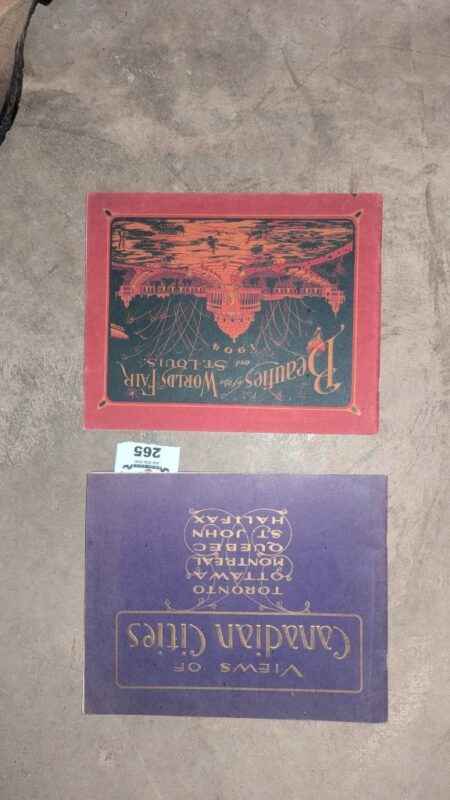 Beauties of the
WORLDS FAIR
and ST. LOUIS.
1904
265
VIEWS OF
Canadian Cities
TORONTO
OTTAWA
MONTREAL
QUEBEC
ST. JOHN
HALIFAX